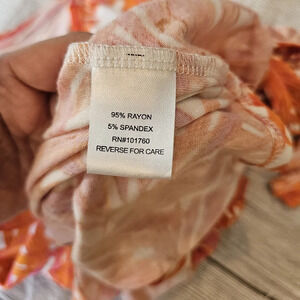 95% RAYON
5% SPANDEX
RN#101760
REVERSE FOR CARE